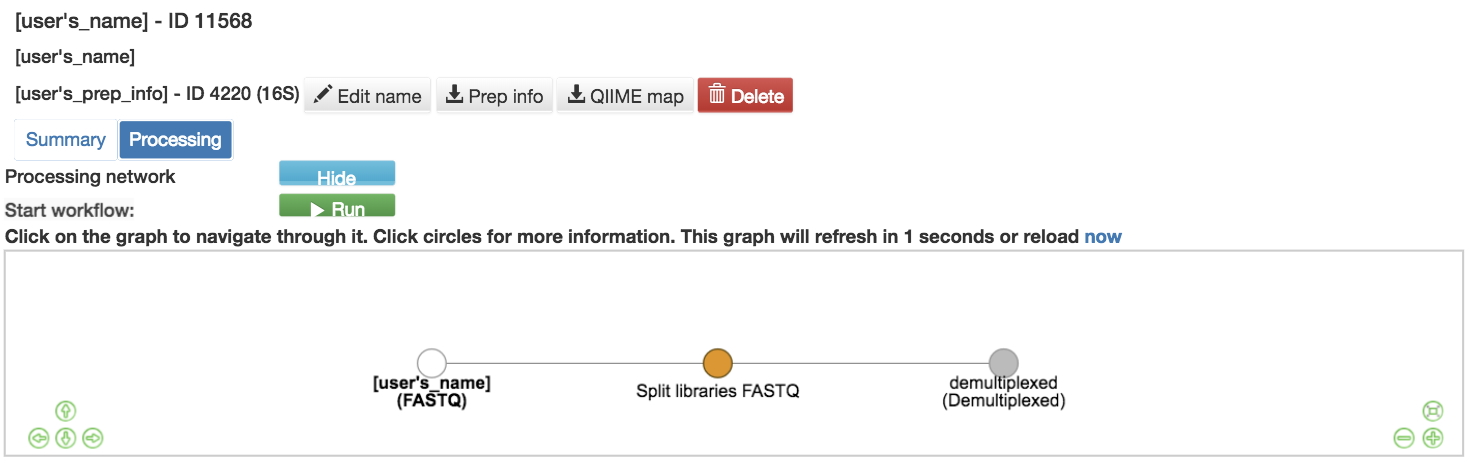 [user's_name] - ID 11568
[user's_name]
[user's_prep_info] - ID 4220 (16S) Edit name Prep info QIIME map Delete
Summary Processing
Processing network Hide
Start workflow: Run
Click on the graph to navigate through it. Click circles for more information. This graph will refresh in 1 seconds or reload now
[user's_name]
(FASTQ)
Split libraries FASTQ
demultiplexed
(Demultiplexed)